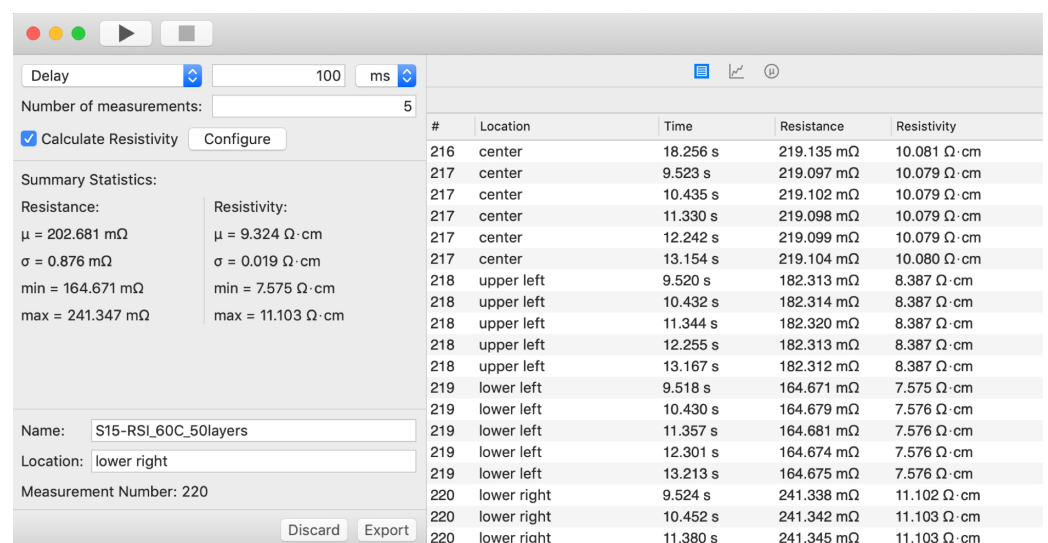 Delay 100 ms
Number of measurements: 5
Calculate Resistivity Configure
Summary Statistics:
Resistance: Resistivity:
μ = 202.681 mΩ μ = 9.324 Ω·cm
σ = 0.876 mΩ σ = 0.019 Ω·cm
min = 164.671 mΩ min = 7.575 Ω·cm
max = 241.347 mΩ max = 11.103 Ω·cm
Name: S15-RSI_60C_50layers
Location: lower right
Measurement Number: 220
Discard Export
μ
# Location Time Resistance Resistivity
216 center 18.256 s 219.135 mΩ 10.081 Ω·cm
217 center 9.523 s 219.097 mΩ 10.079 Ω·cm
217 center 10.435 s 219.102 mΩ 10.079 Ω·cm
217 center 11.330 s 219.098 mΩ 10.079 Ω·cm
217 center 12.242 s 219.099 mΩ 10.079 Ω·cm
217 center 13.154 s 219.104 mΩ 10.080 Ω·cm
218 upper left 9.520 s 182.313 mΩ 8.387 Ω·cm
218 upper left 10.432 s 182.314 mΩ 8.387 Ω·cm
218 upper left 11.344 s 182.320 mΩ 8.387 Ω·cm
218 upper left 12.255 s 182.313 mΩ 8.387 Ω·cm
218 upper left 13.167 s 182.312 mΩ 8.387 Ω·cm
219 lower left 9.518 s 164.671 mΩ 7.575 Ω·cm
219 lower left 10.430 s 164.679 mΩ 7.576 Ω·cm
219 lower left 11.357 s 164.681 mΩ 7.576 Ω·cm
219 lower left 12.301 s 164.674 mΩ 7.576 Ω·cm
219 lower left 13.213 s 164.675 mΩ 7.576 Ω·cm
220 lower right 9.524 s 241.338 mΩ 11.102 Ω·cm
220 lower right 10.452 s 241.342 mΩ 11.103 Ω·cm
220 lower right 11.380 s 241.345 mΩ 11.103 Ω·cm